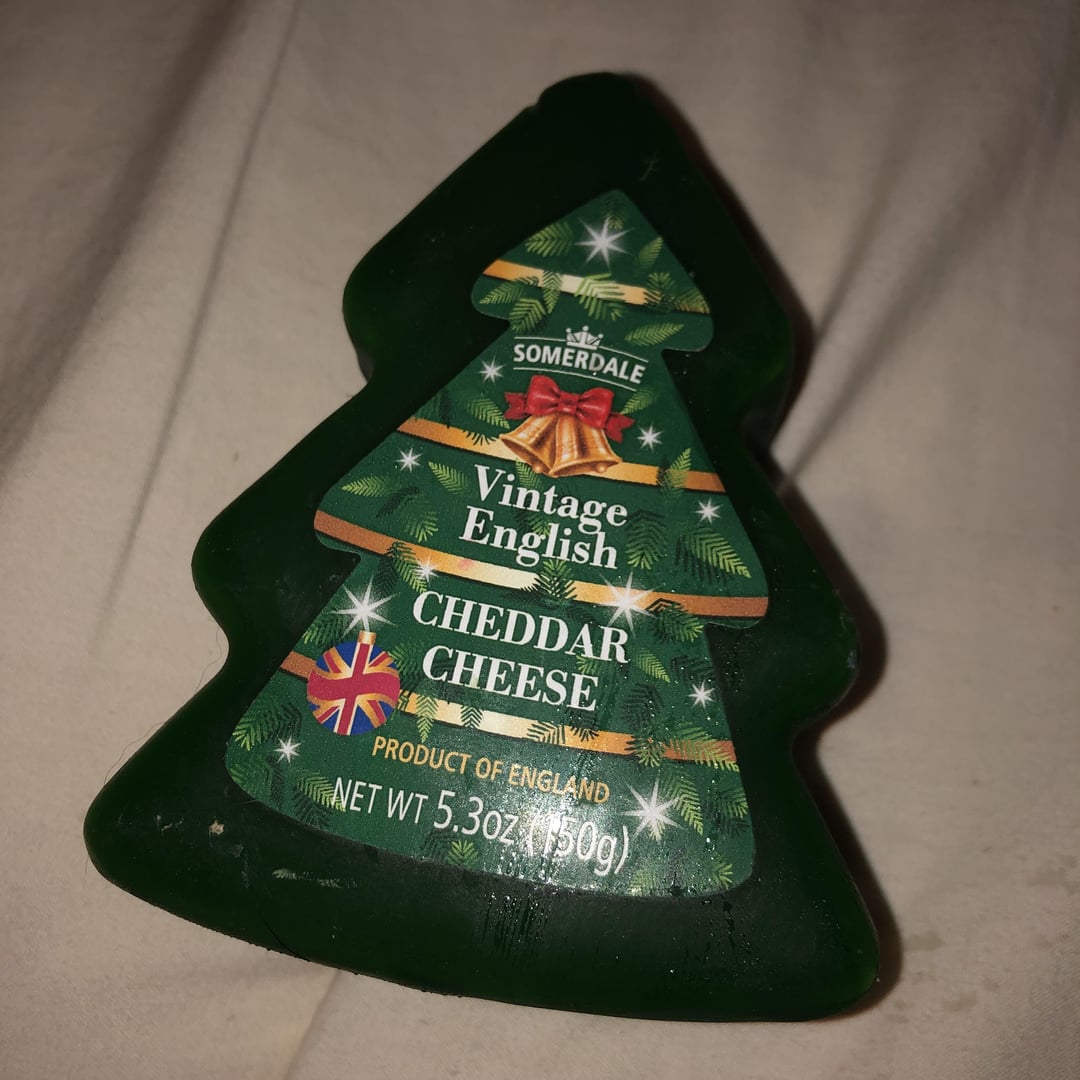 SOMERDALE
Vintage
English
CHEDDAR
CHEESE
PRODUCT OF ENGLAND
NET WT 5.3oz (150g)